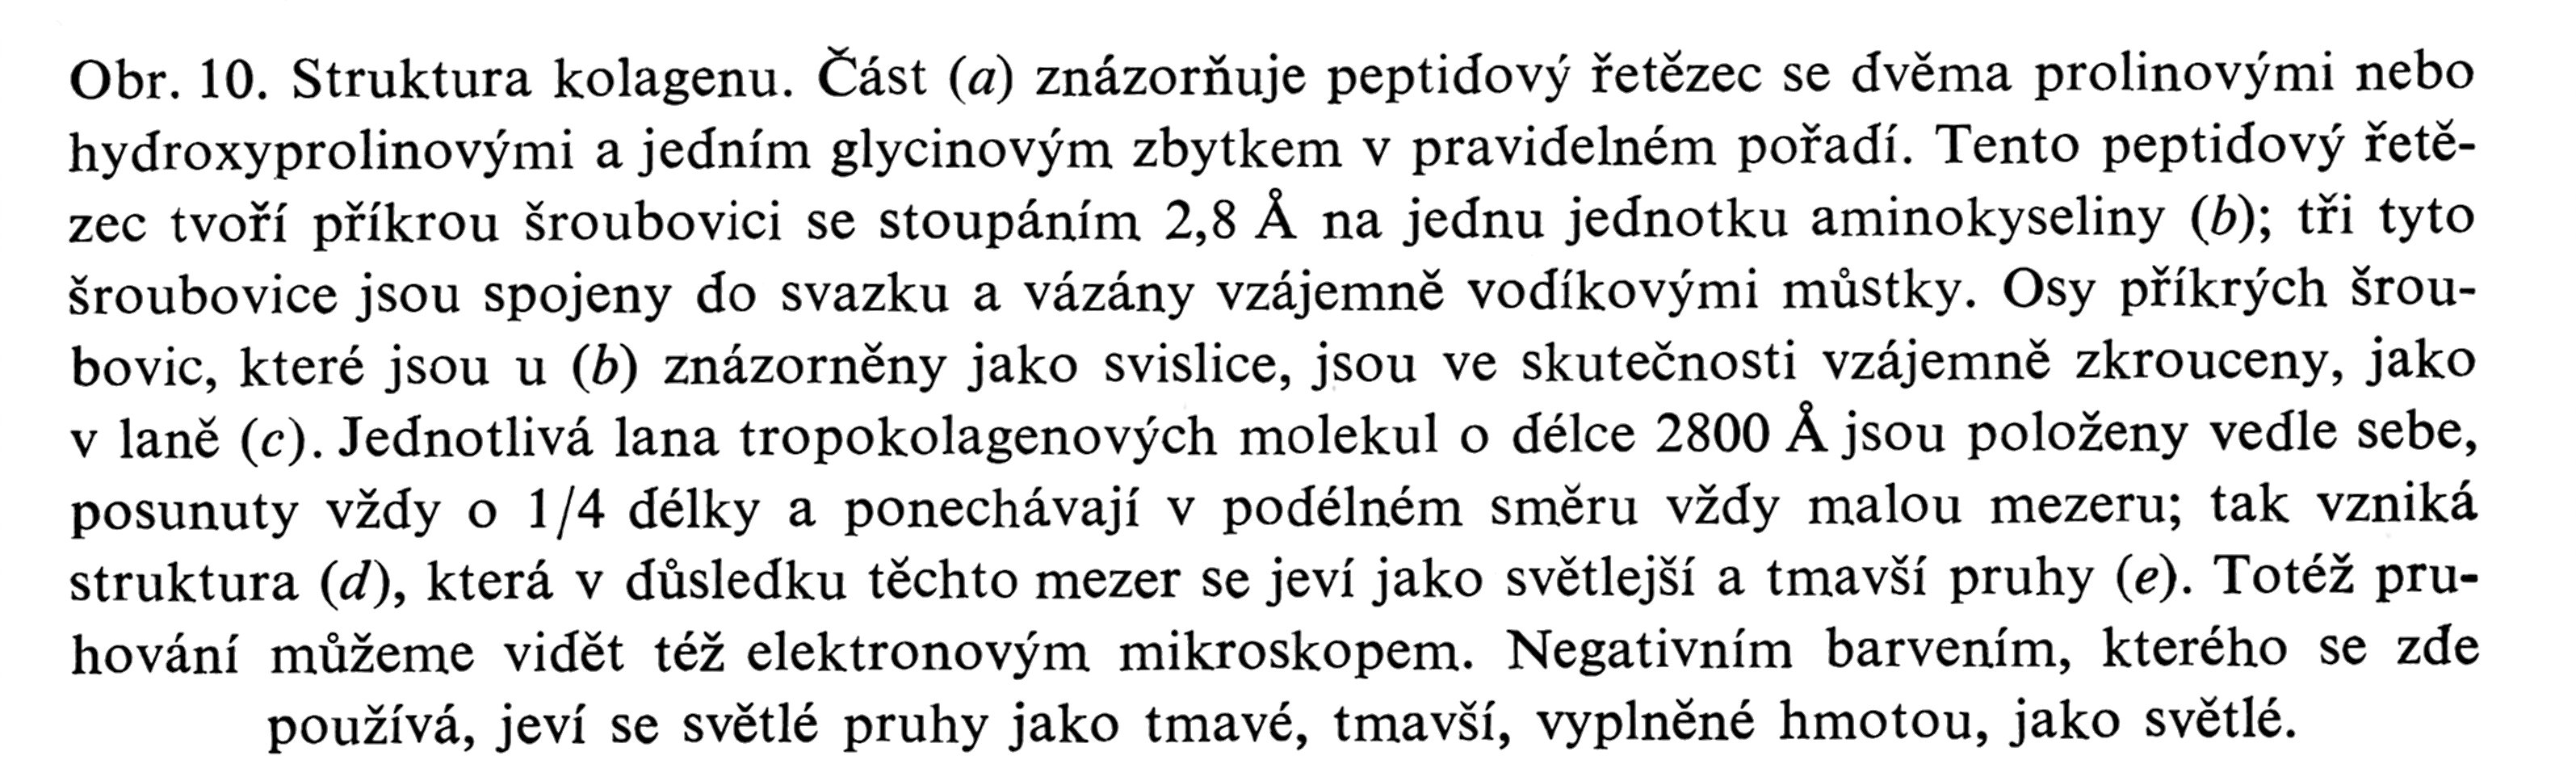 Obr. 10. Struktura kolagenu. Část (a) znázorňuje peptidový řetězec se dvěma prolinovými nebo
hydroxyprolinovými a jedním glycinovým zbytkem v pravidelném pořadí. Tento peptidový řetě-
zec tvoří příkrou šroubovici se stoupáním 2,8 Å na jednu jednotku aminokyseliny (b); tři tyto
šroubovice jsou spojeny do svazku a vázány vzájemně vodíkovými můstky. Osy příkrých šrou-
bovic, které jsou u (b) znázorněny jako svislice, jsou ve skutečnosti vzájemně zkrouceny, jako
v laně (c). Jednotlivá lana tropokolagenových molekul o délce 2800 Å jsou položeny vedle sebe,
posunuty vždy o 1/4 délky a ponechávají v podélném směru vždy malou mezeru; tak vzniká
struktura (d), která v důsledku těchto mezer se jeví jako světlejší a tmavší pruhy (e). Totéž pru-
hování můžeme vidět též elektronovým mikroskopem. Negativním barvením, kterého se zde
používá, jeví se světlé pruhy jako tmavé, tmavší, vyplněné hmotou, jako světlé.